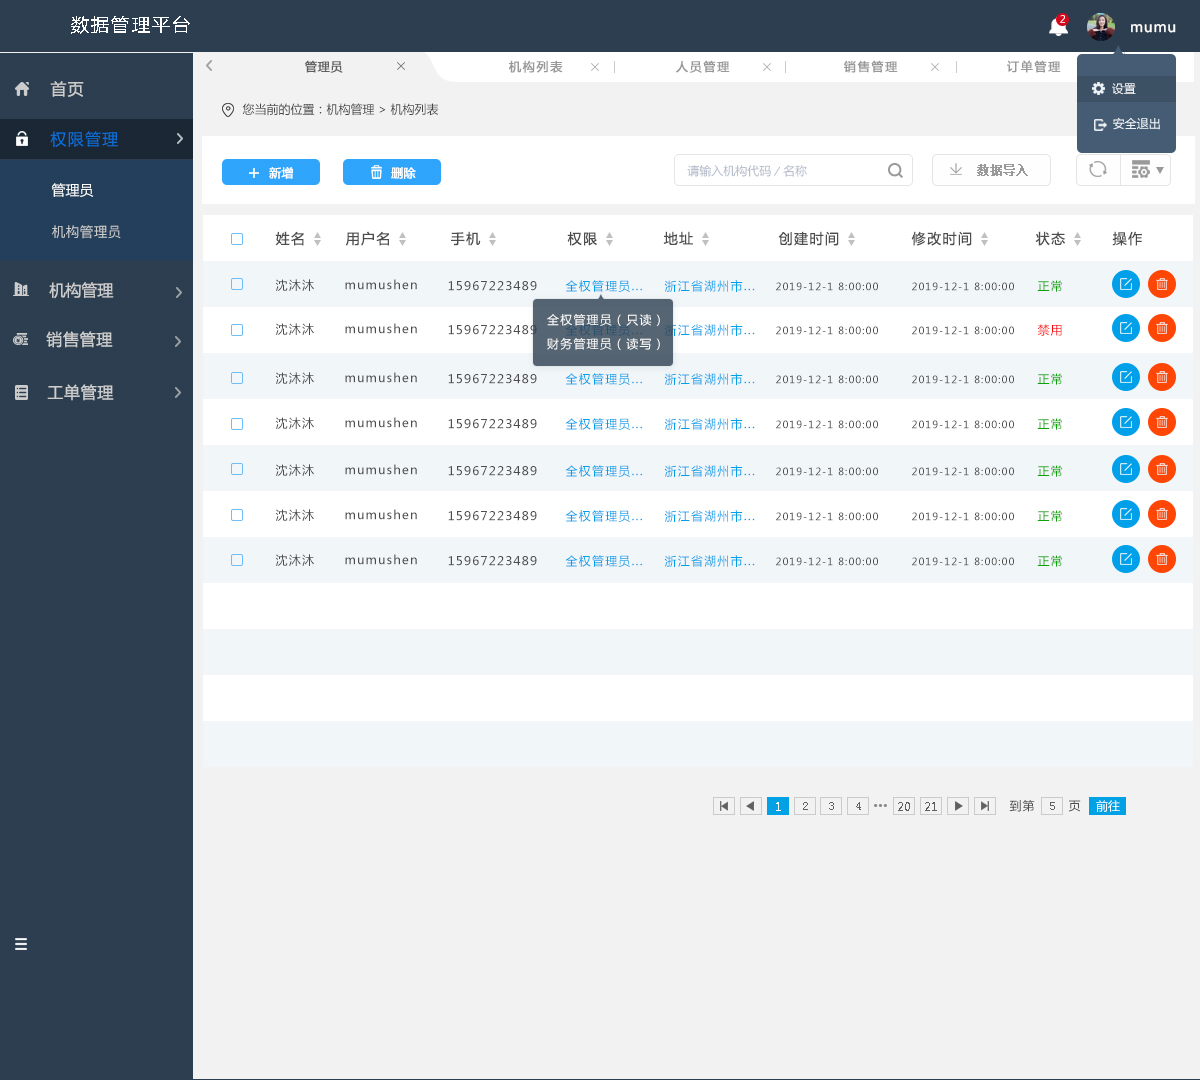 数据管理平台
2
mumu
首页
权限管理
管理员
机构管理员
机构管理
销售管理
工单管理
管理员 机构列表 人员管理 销售管理 订单管理
设置
安全退出
您当前的位置：机构管理 > 机构列表
新增 删除 请输入机构代码 / 名称 数据导入
姓名 用户名 手机 权限 地址 创建时间 修改时间 状态 操作
沈沐沐 mumushen 15967223489 全权管理员... 浙江省湖州市... 2019-12-1 8:00:00 2019-12-1 8:00:00 正常
全权管理员（只读）
财务管理员（读写）
沈沐沐 mumushen 15967223489 江省湖州市... 2019-12-1 8:00:00 2019-12-1 8:00:00 禁用
沈沐沐 mumushen 15967223489 全权管理员... 浙江省湖州市... 2019-12-1 8:00:00 2019-12-1 8:00:00 正常
沈沐沐 mumushen 15967223489 全权管理员... 浙江省湖州市... 2019-12-1 8:00:00 2019-12-1 8:00:00 正常
沈沐沐 mumushen 15967223489 全权管理员... 浙江省湖州市... 2019-12-1 8:00:00 2019-12-1 8:00:00 正常
沈沐沐 mumushen 15967223489 全权管理员... 浙江省湖州市... 2019-12-1 8:00:00 2019-12-1 8:00:00 正常
沈沐沐 mumushen 15967223489 全权管理员... 浙江省湖州市... 2019-12-1 8:00:00 2019-12-1 8:00:00 正常
1 2 3 4 ••• 20 21 到第 5 页 前往